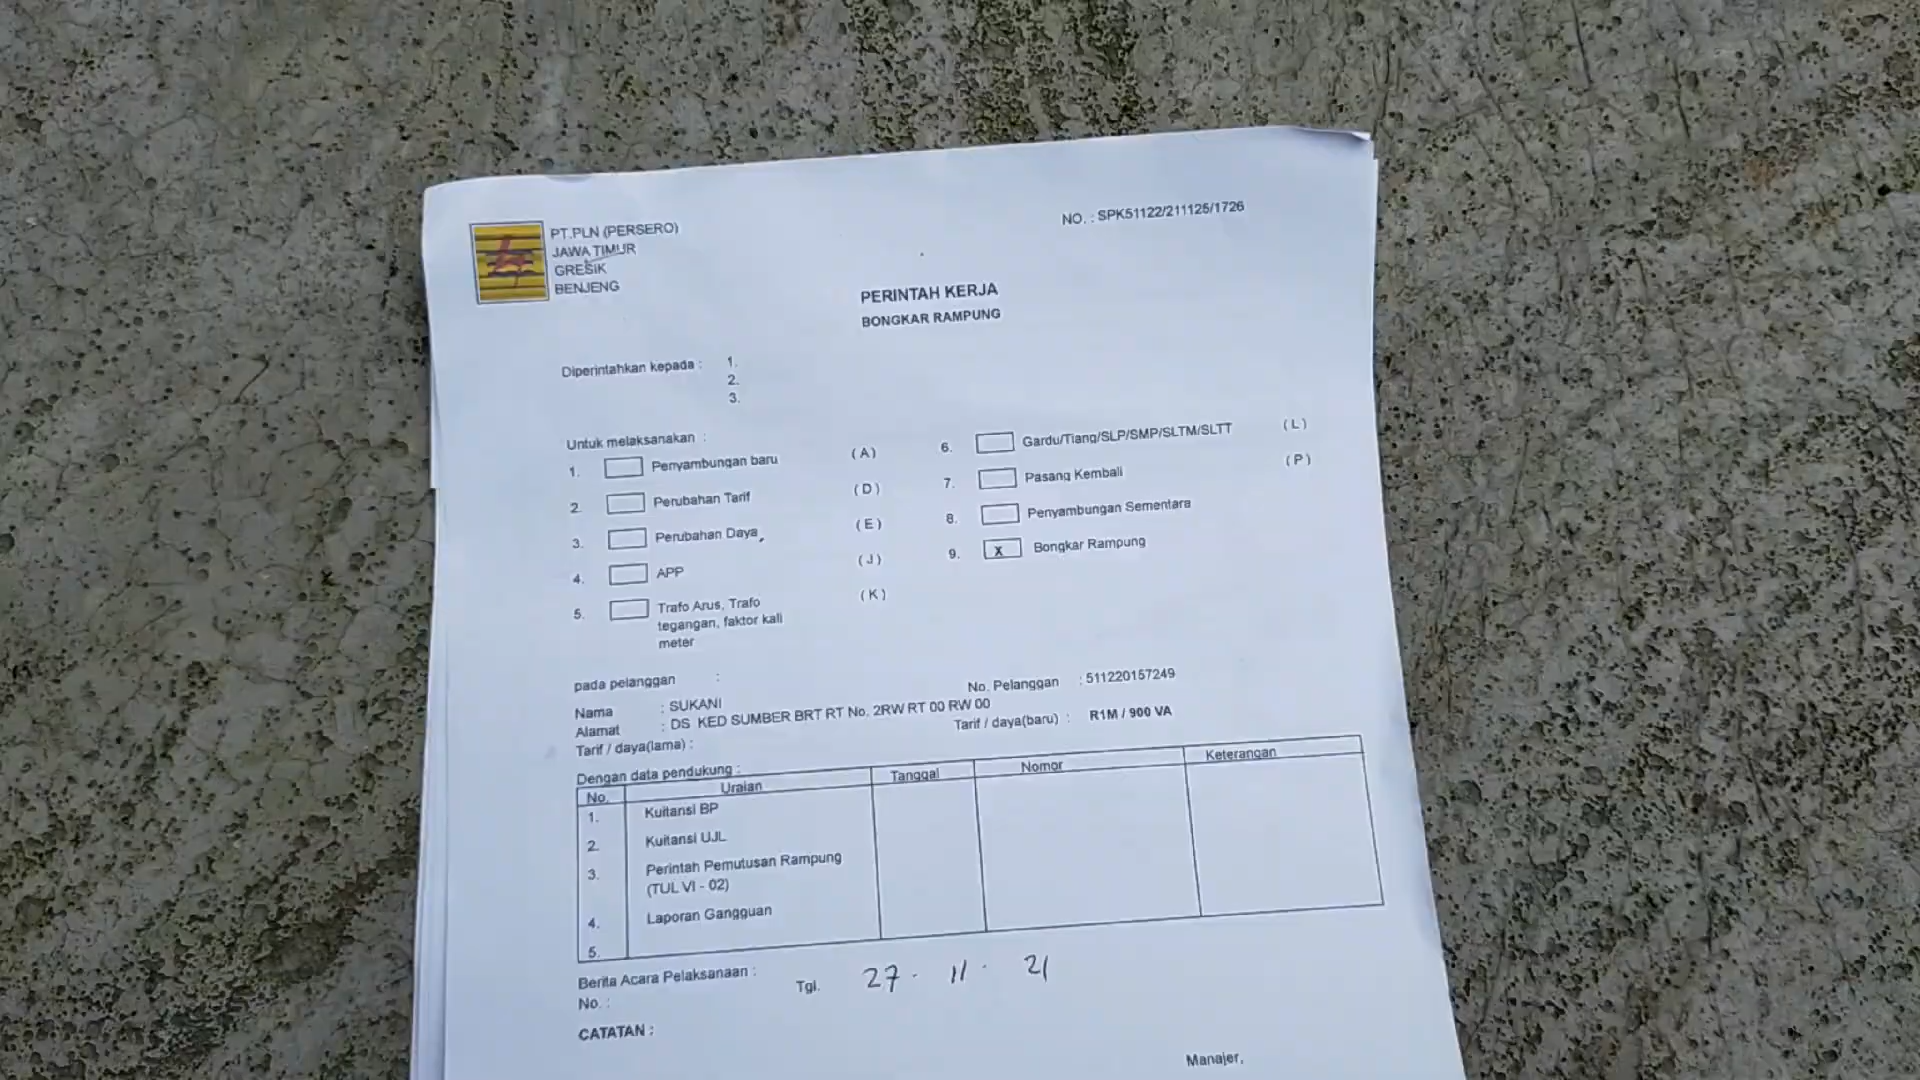 PT.PLN (PERSERO)
JAWA TIMUR
GRESIK
BENJENG
NO. : SPK51122/211125/1726
PERINTAH KERJA
BONGKAR RAMPUNG
Diperintahkan kepada : 1.
2.
3.
Untuk melaksanakan :
1. Penyambungan baru ( A )
2. Perubahan Tarif ( D )
3. Perubahan Daya ( E )
4. APP ( J )
5. Trafo Arus, Trafo ( K )
tegangan, faktor kali
meter
6. Gardu/Tiang/SLP/SMP/SLTM/SLTT ( L )
7. Pasang Kembali ( P )
8. Penyambungan Sementara
9. X Bongkar Rampung
pada pelanggan :
No. Pelanggan : 511220157249
Nama : SUKANI
Alamat : DS KED SUMBER BRT RT No. 2RW RT 00 RW 00
Tarif / daya(lama) : Tarif / daya(baru) : R1M / 900 VA
Dengan data pendukung :
No. Uraian Tanggal Nomor Keterangan
1. Kuitansi BP
2. Kuitansi UJL
3. Perintah Pemutusan Rampung
(TUL VI - 02)
4. Laporan Gangguan
5.
Berita Acara Pelaksanaan :
No. : Tgl. 27 . 11 . 21
CATATAN :
Manajer,